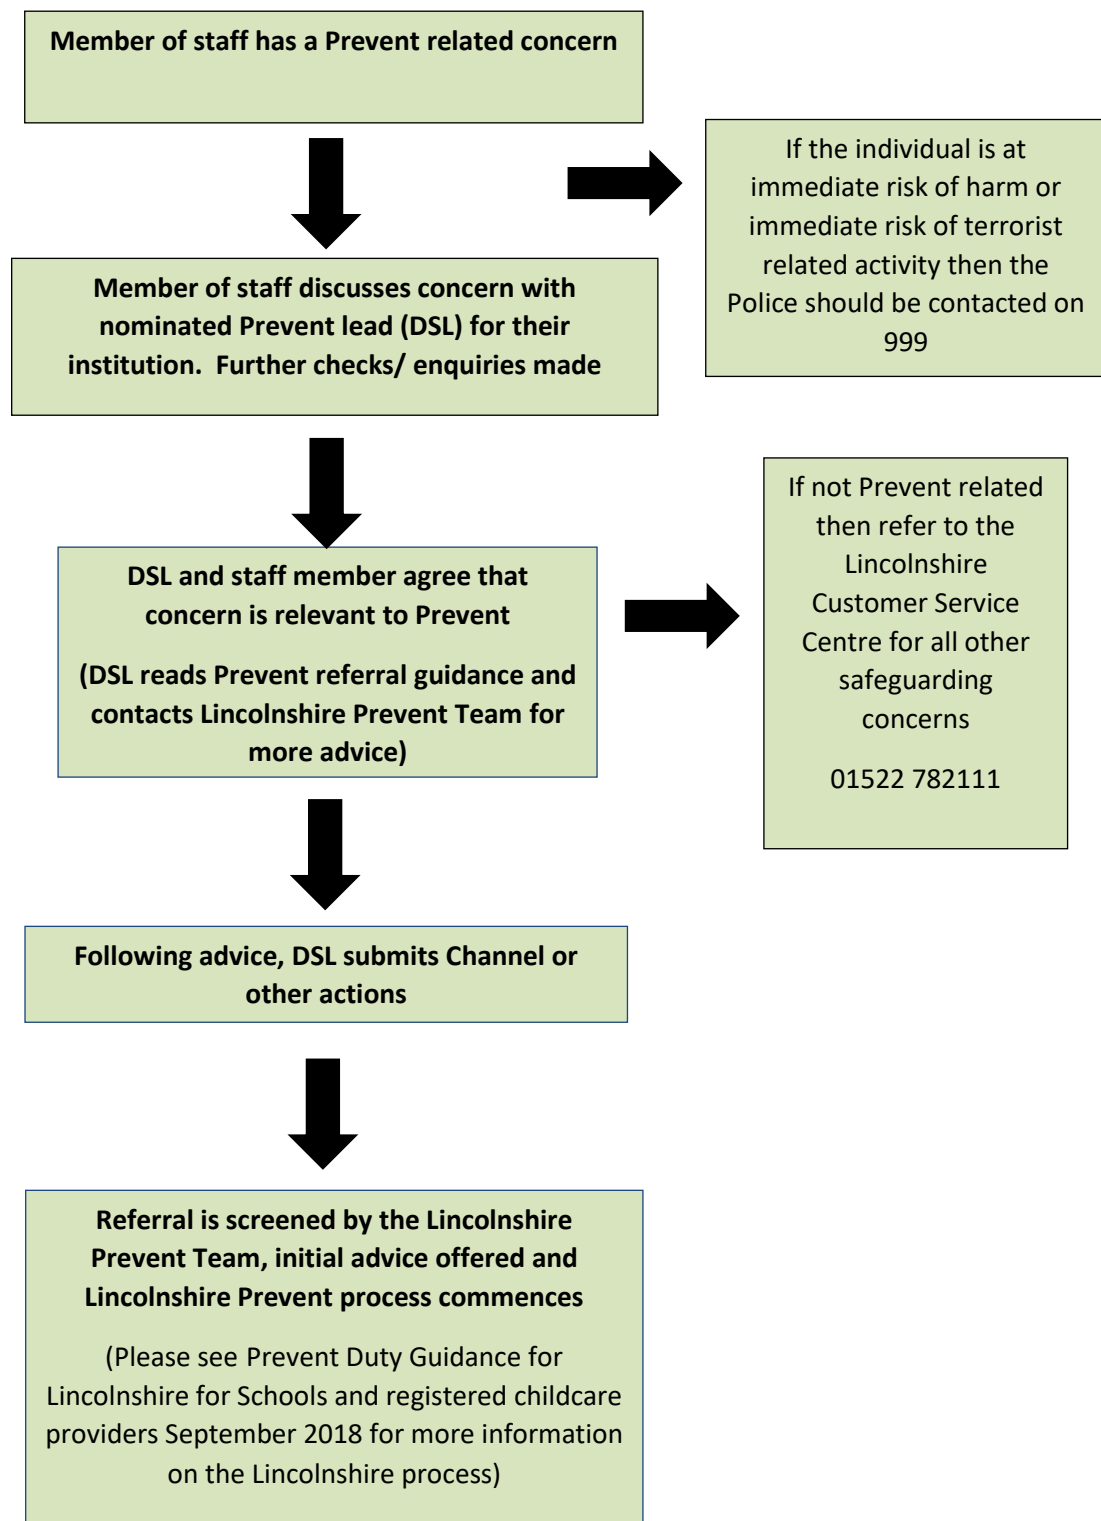 Member of staff has a Prevent related concern
If the individual is at
immediate risk of harm or
immediate risk of terrorist
related activity then the
Police should be contacted on
999
Member of staff discusses concern with
nominated Prevent lead (DSL) for their
institution.  Further checks/ enquiries made
If not Prevent related
then refer to the
Lincolnshire
Customer Service
Centre for all other
safeguarding
concerns
01522 782111
DSL and staff member agree that
concern is relevant to Prevent
(DSL reads Prevent referral guidance and
contacts Lincolnshire Prevent Team for
more advice)
Following advice, DSL submits Channel or
other actions
Referral is screened by the Lincolnshire
Prevent Team, initial advice offered and
Lincolnshire Prevent process commences
(Please see Prevent Duty Guidance for
Lincolnshire for Schools and registered childcare
providers September 2018 for more information
on the Lincolnshire process)